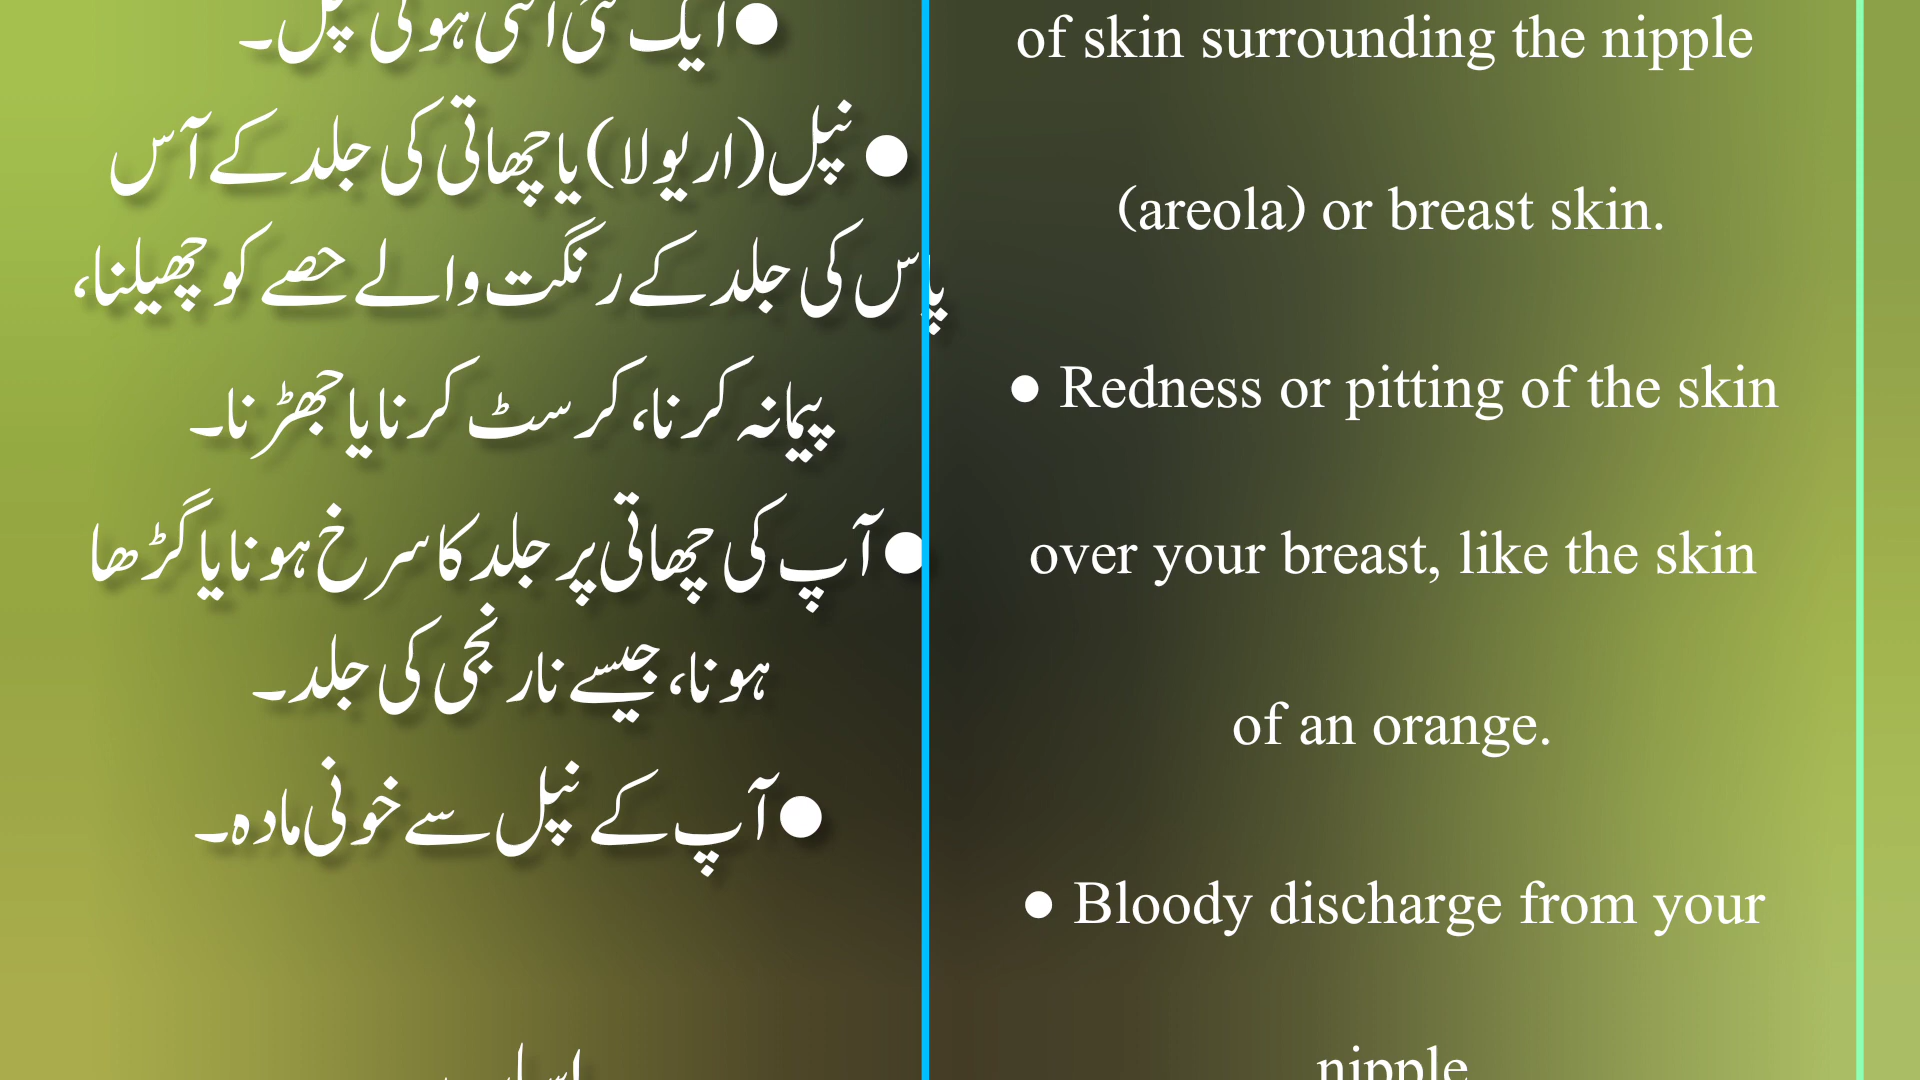 ●ایک نئی الٹی ہوئی نپل۔
●نپل(اریولا)یا چھاتی کی جلد کے آس
پاس کی جلد کے رنگت والے حصے کو چھیلنا،
پیمانہ کرنا، کرسٹ کرنا یا جھڑنا۔
●آپ کی چھاتی پر جلد کا سرخ ہونا یا گڑھا
ہونا، جیسے نارنجی کی جلد۔
●آپ کے نپل سے خونی مادہ۔
of skin surrounding the nipple
(areola) or breast skin.
● Redness or pitting of the skin
over your breast, like the skin
of an orange.
● Bloody discharge from your
nipple